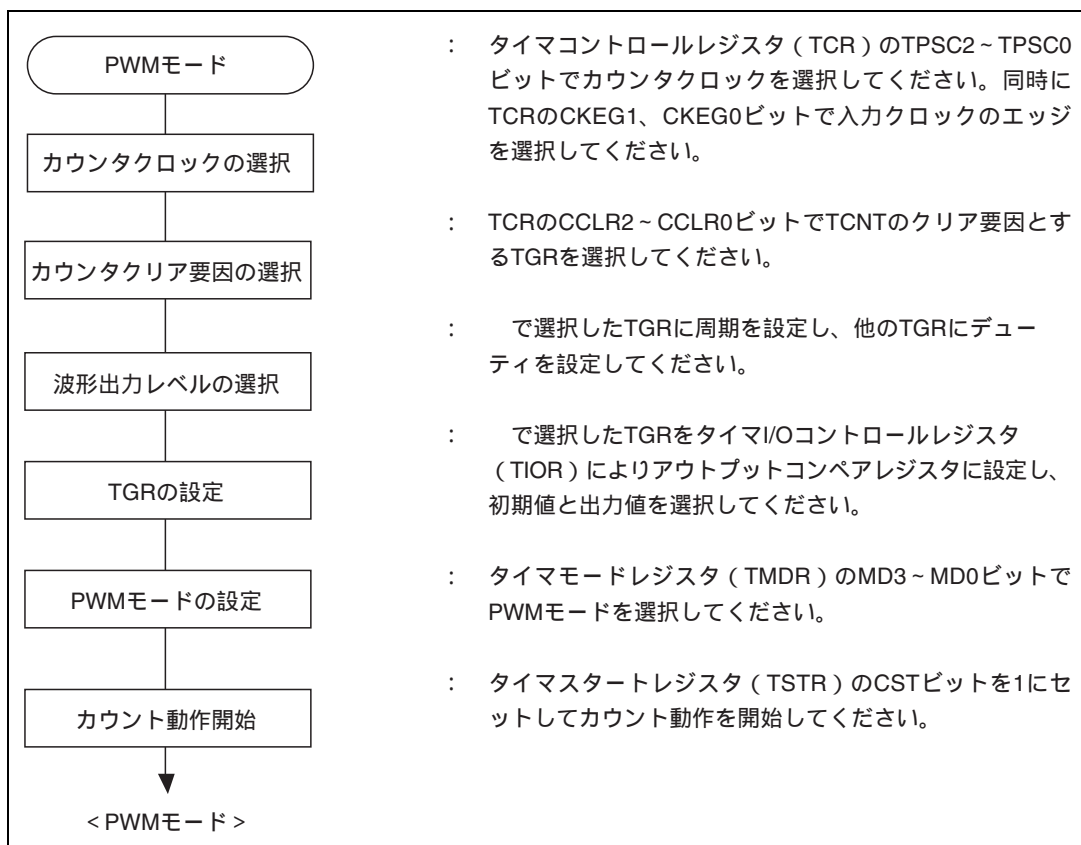 PWMモード
カウンタクロックの選択
カウンタクリア要因の選択
波形出力レベルの選択
TGRの設定
PWMモードの設定
カウント動作開始
<PWMモード>
: タイマコントロールレジスタ(TCR)のTPSC2~TPSC0
ビットでカウンタクロックを選択してください。同時に
TCRのCKEG1、CKEG0ビットで入力クロックのエッジ
を選択してください。
: TCRのCCLR2~CCLR0ビットでTCNTのクリア要因とす
るTGRを選択してください。
: で選択したTGRに周期を設定し、他のTGRにデュー
ティを設定してください。
: で選択したTGRをタイマI/Oコントロールレジスタ
(TIOR)によりアウトプットコンペアレジスタに設定し、
初期値と出力値を選択してください。
: タイマモードレジスタ(TMDR)のMD3~MD0ビットで
PWMモードを選択してください。
: タイマスタートレジスタ(TSTR)のCSTビットを1にセ
ットしてカウント動作を開始してください。